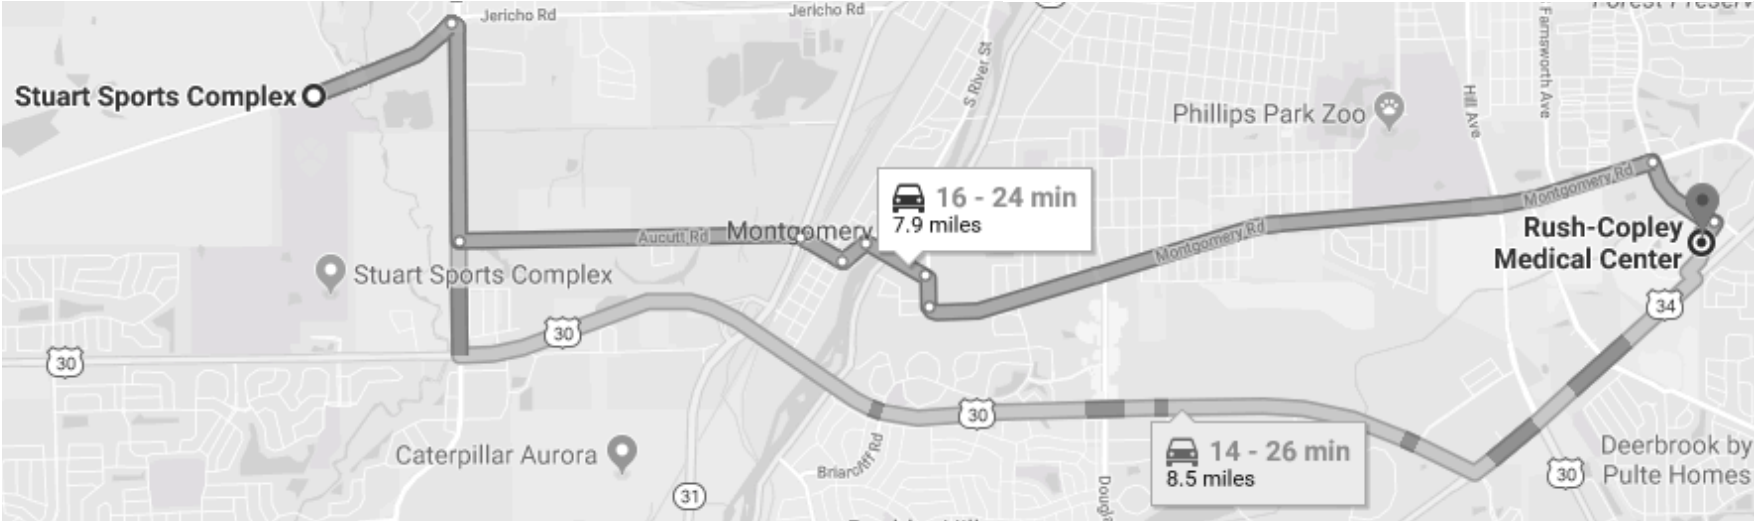 Jericho Rd
Jericho Rd
Stuart Sports Complex
S River St
Hill Ave
Farnsworth Ave
Phillips Park Zoo
16 - 24 min
7.9 miles
Montgomery Rd
Aucutt Rd
Montgomery
Montgomery Rd
Rush-Copley
Medical Center
Stuart Sports Complex
34
30
30
30
14 - 26 min
8.5 miles
Caterpillar Aurora
Briarcliff Rd
31
30
Deerbrook by
Pulte Homes